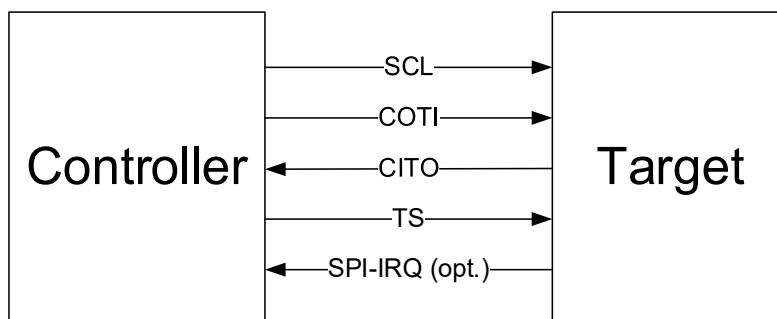 Controller
SCL
COTI
CITO
TS
SPI-IRQ (opt.)
Target